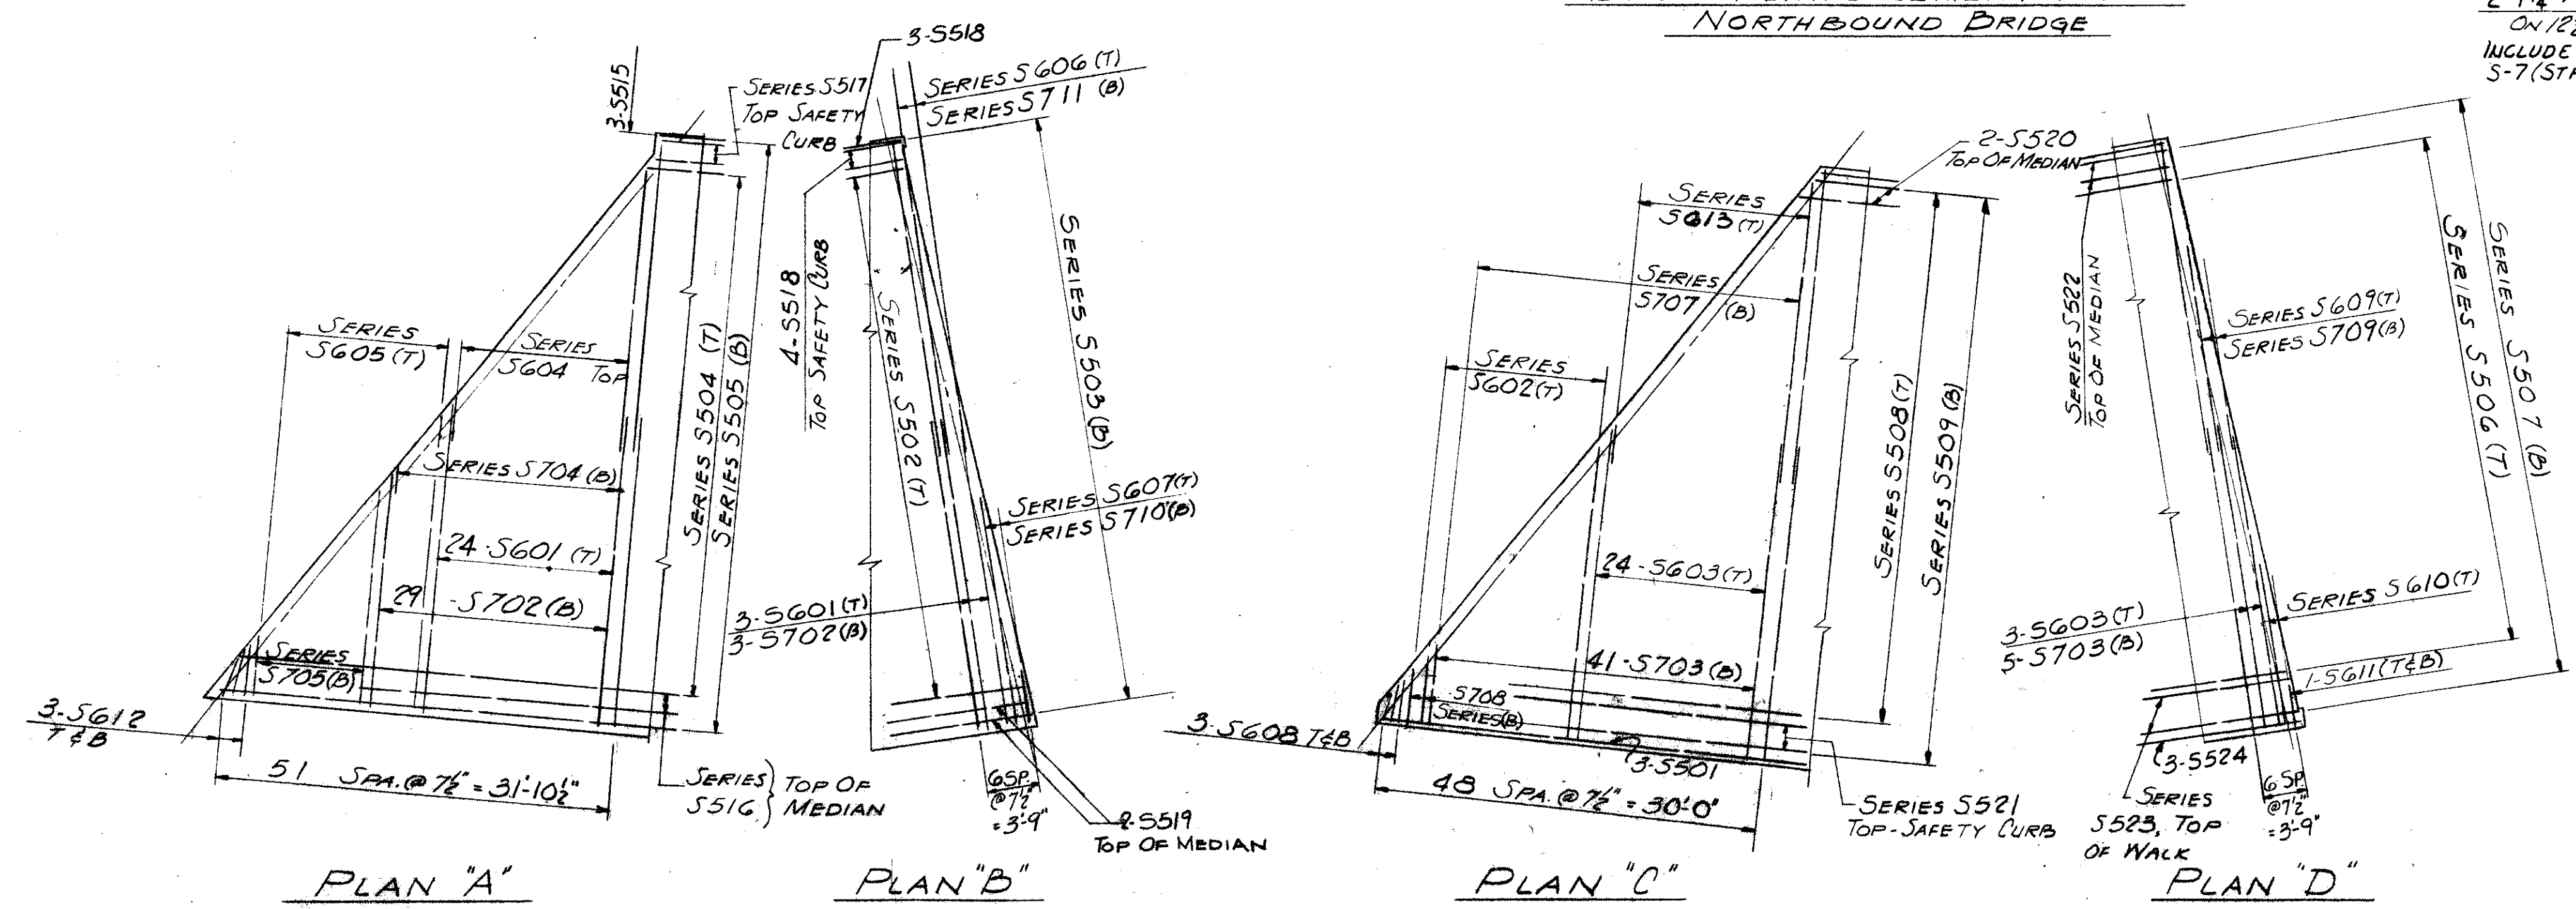 NORTHBOUND BRIDGE
ON 12
INCLUDE
3-S515
SERIES S517
TOP SAFETY
CURB
3-S518
SERIES S606 (T)
SERIES S711 (B)
4-S518
TOP SAFETY CURB
SERIES S502 (T)
SERIES S503 (B)
SERIES
S605 (T)
SERIES
S604 TOP
SERIES S504 (T)
SERIES S505 (B)
SERIES S704 (B)
24-S601 (T)
29-S702 (B)
SERIES
S705 (B)
3-S612
T&B
51 SPA. @ 7½" = 31'-10½"
SERIES } TOP OF
S516 } MEDIAN
PLAN "A"
SERIES S607 (T)
SERIES S710 (B)
3-S601 (T)
3-S702 (B)
6 SP.
@ 7½"
= 3'-9"
2-S519
TOP OF MEDIAN
PLAN "B"
2-S520
TOP OF MEDIAN
SERIES
S613 (T)
SERIES
S707 (B)
SERIES
S602 (T)
SERIES S508 (T)
SERIES S509 (B)
24-S603 (T)
41-S703 (B)
S708
SERIES (B)
3-S608 T&B
3-S501
48 SPA. @ 7½" = 30'-0"
SERIES S521
TOP-SAFETY CURB
PLAN "C"
SERIES S522
TOP OF MEDIAN
SERIES S609 (T)
SERIES S709 (B)
SERIES S506 (T)
SERIES S507 (B)
3-S603 (T)
5-S703 (B)
SERIES S610 (T)
1-S611 (T&B)
3-S524
SERIES
S523, TOP
OF WALK
6 SP
@ 7½"
= 3'-9"
PLAN "D"